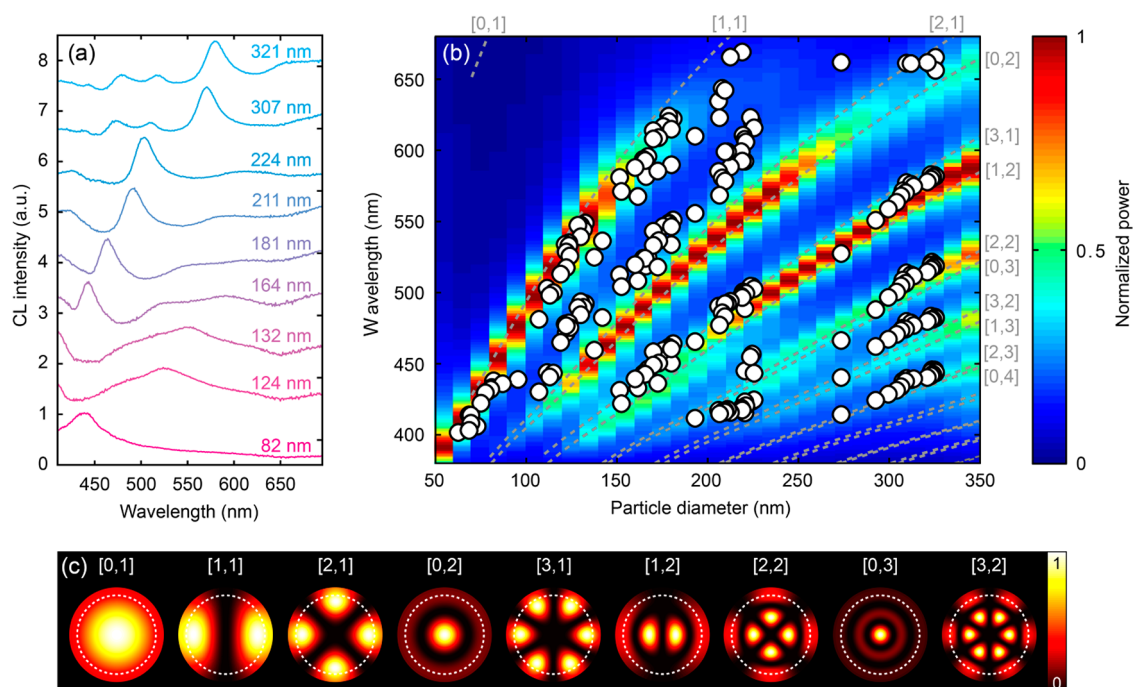 (a)
321 nm
307 nm
224 nm
211 nm
181 nm
164 nm
132 nm
124 nm
82 nm
8
7
6
5
4
3
2
1
0
CL intensity (a.u.)
450 500 550 600 650
Wavelength (nm)
[0,1] [1,1] [2,1]
(b)
[0,2]
[3,1]
[1,2]
[2,2]
[0,3]
[3,2]
[1,3]
[2,3]
[0,4]
650
600
550
500
450
400
W avelength (nm)
50 100 150 200 250 300 350
Particle diameter (nm)
1
0.5
0
Normalized power
(c) [0,1] [1,1] [2,1] [0,2] [3,1] [1,2] [2,2] [0,3] [3,2]
1
0